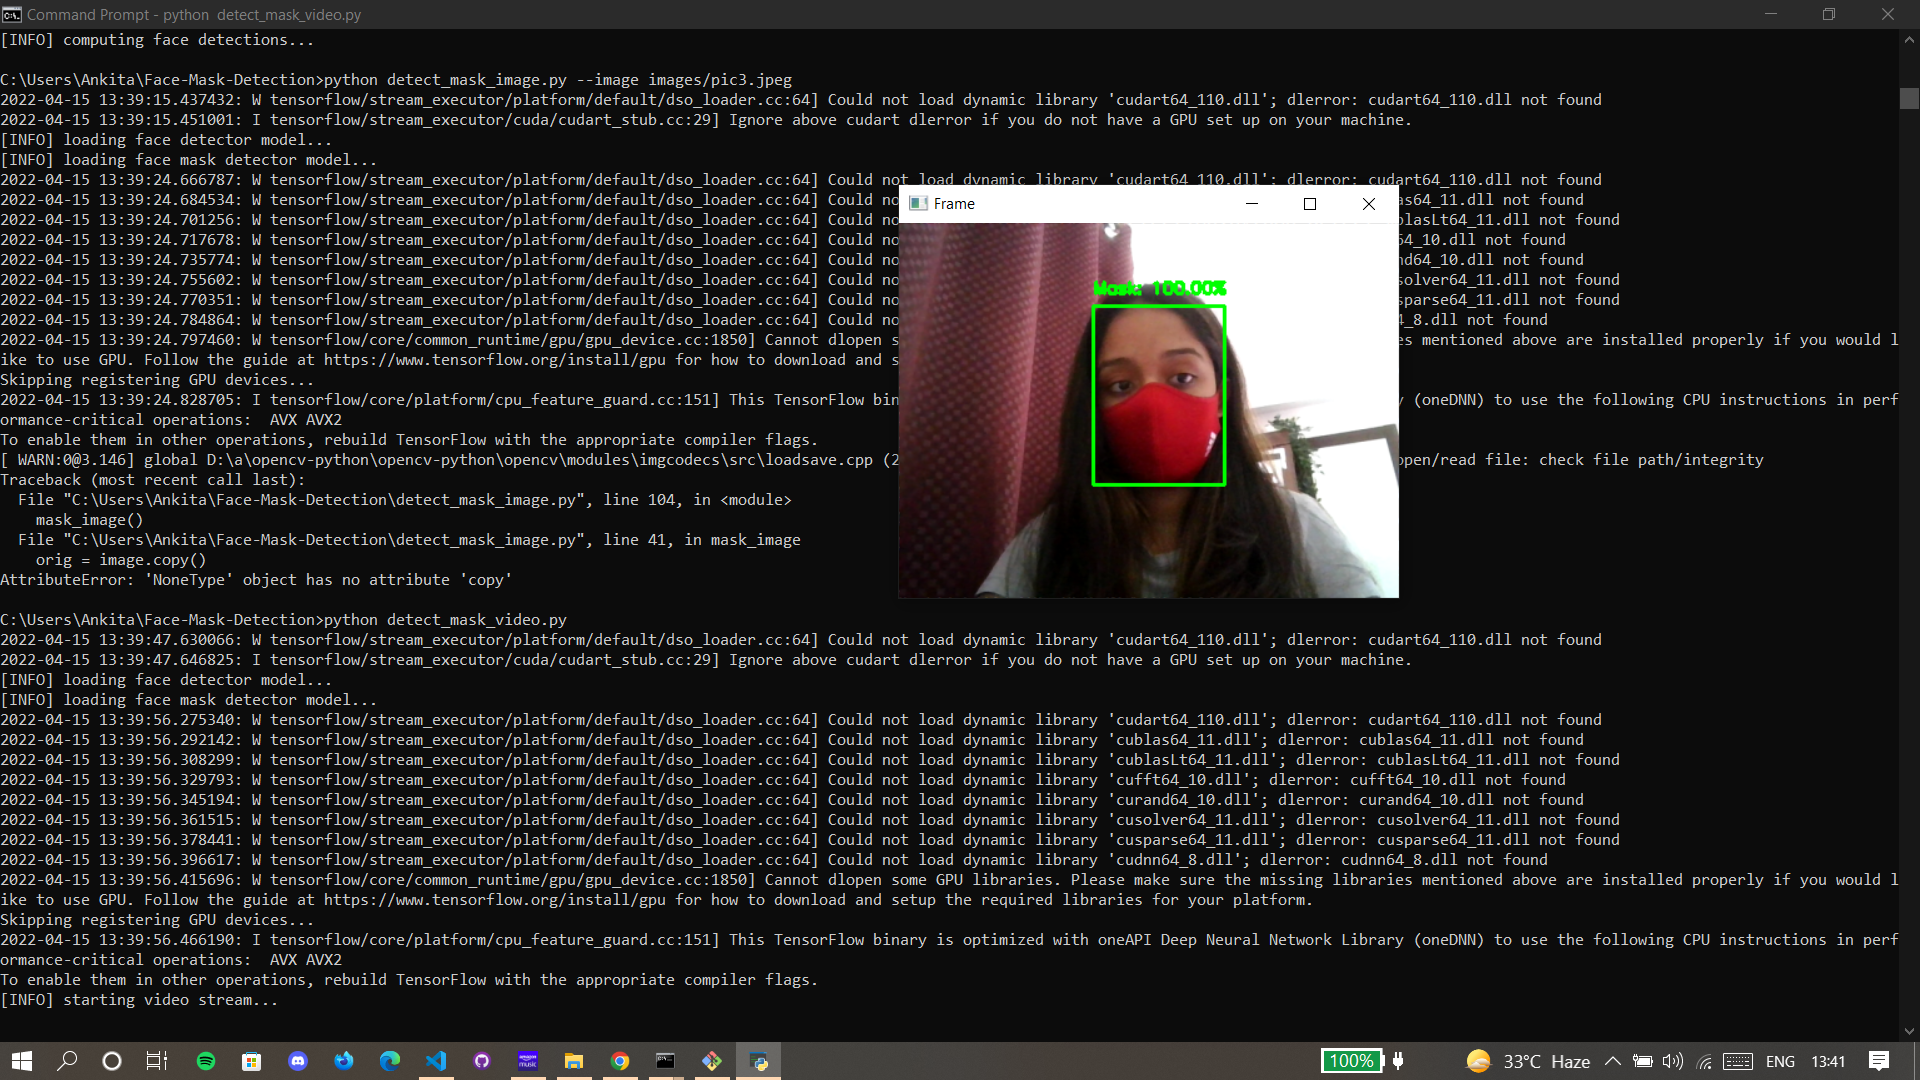 Command Prompt - python  detect_mask_video.py
[INFO] computing face detections...
C:\Users\Ankita\Face-Mask-Detection>python detect_mask_image.py --image images/pic3.jpeg
2022-04-15 13:39:15.437432: W tensorflow/stream_executor/platform/default/dso_loader.cc:64] Could not load dynamic library 'cudart64_110.dll'; dlerror: cudart64_110.dll not found
2022-04-15 13:39:15.451001: I tensorflow/stream_executor/cuda/cudart_stub.cc:29] Ignore above cudart dlerror if you do not have a GPU set up on your machine.
[INFO] loading face detector model...
[INFO] loading face mask detector model...
2022-04-15 13:39:24.666787: W tensorflow/stream_executor/platform/default/dso_loader.cc:64] Could not load dynamic library 'cudart64_110.dll'; dlerror: cudart64_110.dll not found
2022-04-15 13:39:24.684534: W tensorflow/stream_executor/platform/default/dso_loader.cc:64] Could no as64_11.dll not found
2022-04-15 13:39:24.701256: W tensorflow/stream_executor/platform/default/dso_loader.cc:64] Could no blasLt64_11.dll not found
2022-04-15 13:39:24.717678: W tensorflow/stream_executor/platform/default/dso_loader.cc:64] Could no 64_10.dll not found
2022-04-15 13:39:24.735774: W tensorflow/stream_executor/platform/default/dso_loader.cc:64] Could no nd64_10.dll not found
2022-04-15 13:39:24.755602: W tensorflow/stream_executor/platform/default/dso_loader.cc:64] Could no solver64_11.dll not found
2022-04-15 13:39:24.770351: W tensorflow/stream_executor/platform/default/dso_loader.cc:64] Could no sparse64_11.dll not found
2022-04-15 13:39:24.784864: W tensorflow/stream_executor/platform/default/dso_loader.cc:64] Could no 4_8.dll not found
2022-04-15 13:39:24.797460: W tensorflow/core/common_runtime/gpu/gpu_device.cc:1850] Cannot dlopen s es mentioned above are installed properly if you would l
ike to use GPU. Follow the guide at https://www.tensorflow.org/install/gpu for how to download and s
Skipping registering GPU devices...
2022-04-15 13:39:24.828705: I tensorflow/core/platform/cpu_feature_guard.cc:151] This TensorFlow bin y (oneDNN) to use the following CPU instructions in perf
ormance-critical operations:  AVX AVX2
To enable them in other operations, rebuild TensorFlow with the appropriate compiler flags.
[ WARN:0@3.146] global D:\a\opencv-python\opencv-python\opencv\modules\imgcodecs\src\loadsave.cpp (2 open/read file: check file path/integrity
Traceback (most recent call last):
  File "C:\Users\Ankita\Face-Mask-Detection\detect_mask_image.py", line 104, in <module>
    mask_image()
  File "C:\Users\Ankita\Face-Mask-Detection\detect_mask_image.py", line 41, in mask_image
    orig = image.copy()
AttributeError: 'NoneType' object has no attribute 'copy'
Frame
Mask: 100.00%
C:\Users\Ankita\Face-Mask-Detection>python detect_mask_video.py
2022-04-15 13:39:47.630066: W tensorflow/stream_executor/platform/default/dso_loader.cc:64] Could not load dynamic library 'cudart64_110.dll'; dlerror: cudart64_110.dll not found
2022-04-15 13:39:47.646825: I tensorflow/stream_executor/cuda/cudart_stub.cc:29] Ignore above cudart dlerror if you do not have a GPU set up on your machine.
[INFO] loading face detector model...
[INFO] loading face mask detector model...
2022-04-15 13:39:56.275340: W tensorflow/stream_executor/platform/default/dso_loader.cc:64] Could not load dynamic library 'cudart64_110.dll'; dlerror: cudart64_110.dll not found
2022-04-15 13:39:56.292142: W tensorflow/stream_executor/platform/default/dso_loader.cc:64] Could not load dynamic library 'cublas64_11.dll'; dlerror: cublas64_11.dll not found
2022-04-15 13:39:56.308299: W tensorflow/stream_executor/platform/default/dso_loader.cc:64] Could not load dynamic library 'cublasLt64_11.dll'; dlerror: cublasLt64_11.dll not found
2022-04-15 13:39:56.329793: W tensorflow/stream_executor/platform/default/dso_loader.cc:64] Could not load dynamic library 'cufft64_10.dll'; dlerror: cufft64_10.dll not found
2022-04-15 13:39:56.345194: W tensorflow/stream_executor/platform/default/dso_loader.cc:64] Could not load dynamic library 'curand64_10.dll'; dlerror: curand64_10.dll not found
2022-04-15 13:39:56.361515: W tensorflow/stream_executor/platform/default/dso_loader.cc:64] Could not load dynamic library 'cusolver64_11.dll'; dlerror: cusolver64_11.dll not found
2022-04-15 13:39:56.378441: W tensorflow/stream_executor/platform/default/dso_loader.cc:64] Could not load dynamic library 'cusparse64_11.dll'; dlerror: cusparse64_11.dll not found
2022-04-15 13:39:56.396617: W tensorflow/stream_executor/platform/default/dso_loader.cc:64] Could not load dynamic library 'cudnn64_8.dll'; dlerror: cudnn64_8.dll not found
2022-04-15 13:39:56.415696: W tensorflow/core/common_runtime/gpu/gpu_device.cc:1850] Cannot dlopen some GPU libraries. Please make sure the missing libraries mentioned above are installed properly if you would l
ike to use GPU. Follow the guide at https://www.tensorflow.org/install/gpu for how to download and setup the required libraries for your platform.
Skipping registering GPU devices...
2022-04-15 13:39:56.466190: I tensorflow/core/platform/cpu_feature_guard.cc:151] This TensorFlow binary is optimized with oneAPI Deep Neural Network Library (oneDNN) to use the following CPU instructions in perf
ormance-critical operations:  AVX AVX2
To enable them in other operations, rebuild TensorFlow with the appropriate compiler flags.
[INFO] starting video stream...
100% 33°C Haze ENG 13:41